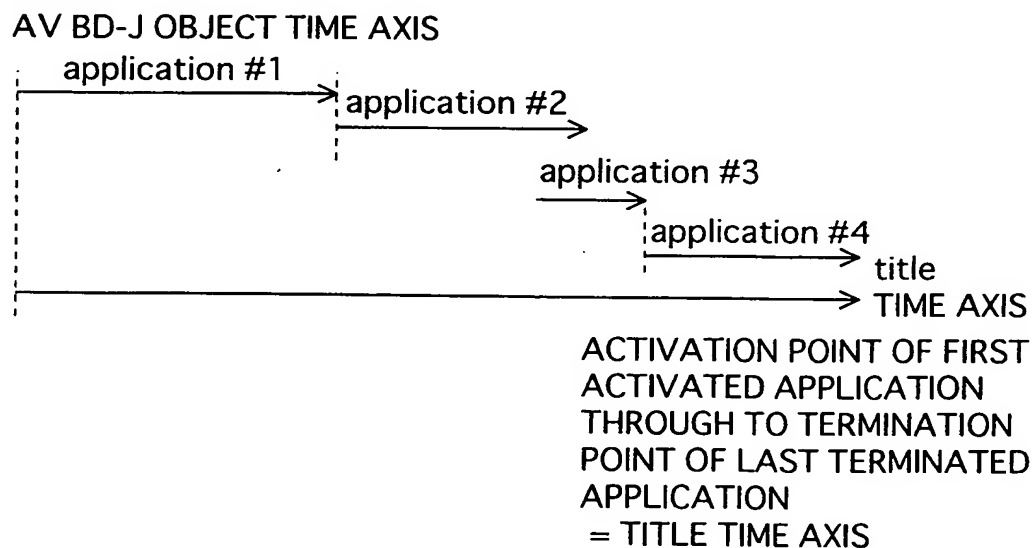 AV BD-J OBJECT TIME AXIS
application #1
application #2
application #3
application #4
title
TIME AXIS
ACTIVATION POINT OF FIRST
ACTIVATED APPLICATION
THROUGH TO TERMINATION
POINT OF LAST TERMINATED
APPLICATION
= TITLE TIME AXIS